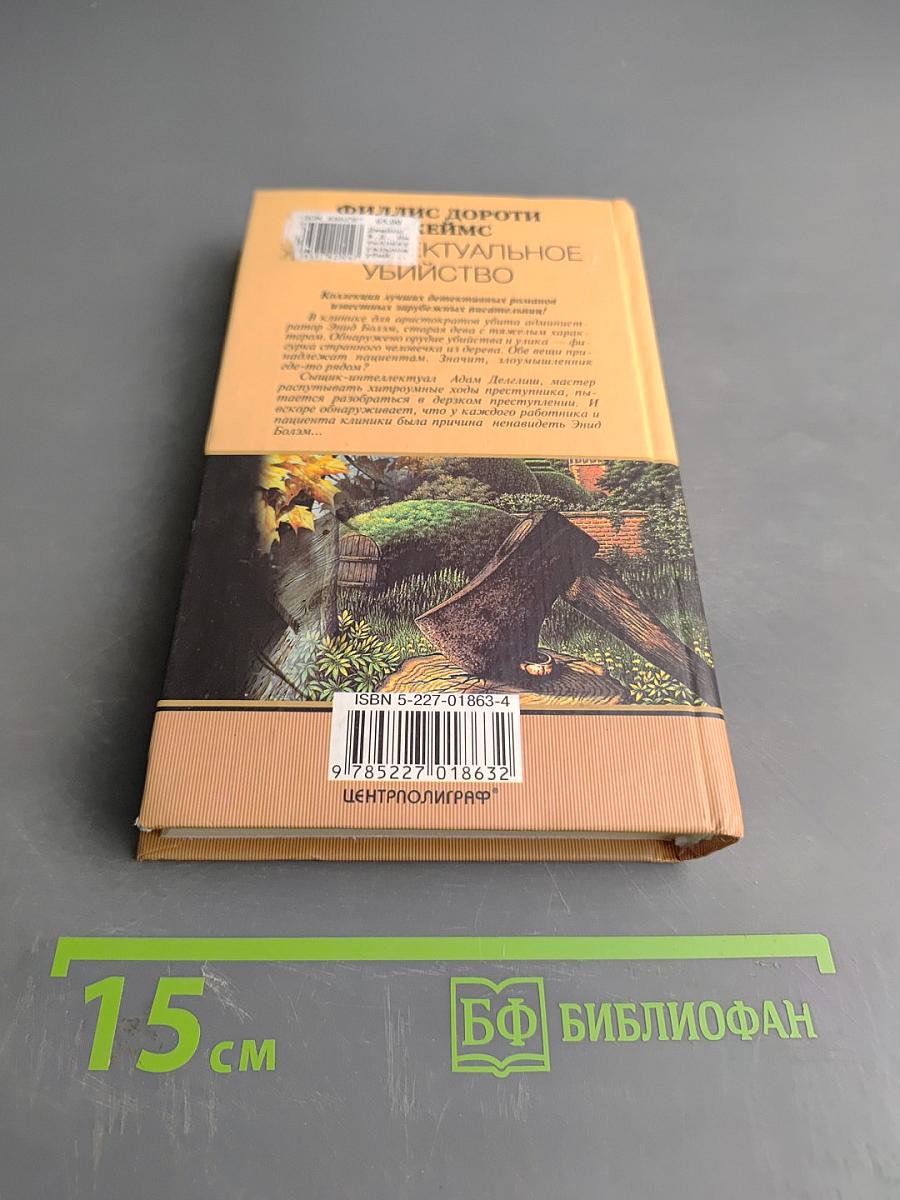 ФИЛЛИС ДОРОТИ
ЕЙМС
ЕКТУАЛЬНОЕ
УБИЙСТВО
Коллекция лучших детективных романов
известных зарубежных писательниц!
В клинике для аристократов убита админист-
ратор Энид Болэм, старая дева с тяжелым харак-
тером. Обнаружено орудие убийства и улика — фи-
гурка странного человечка из дерева. Обе вещи при-
надлежат пациентам. Значит, злоумышленник
где-то рядом?
Сыщик-интеллектуал Адам Делглиш, мастер
распутывать хитроумные ходы преступника, пы-
тается разобраться в дерзком преступлении. И
вскоре обнаруживает, что у каждого работника и
пациента клиники была причина ненавидеть Энид
Болэм...
ISBN 5-227-01863-4
9 785227 018632
ЦЕНТРПОЛИГРАФ®
15 см
БФ БИБЛИОФАН